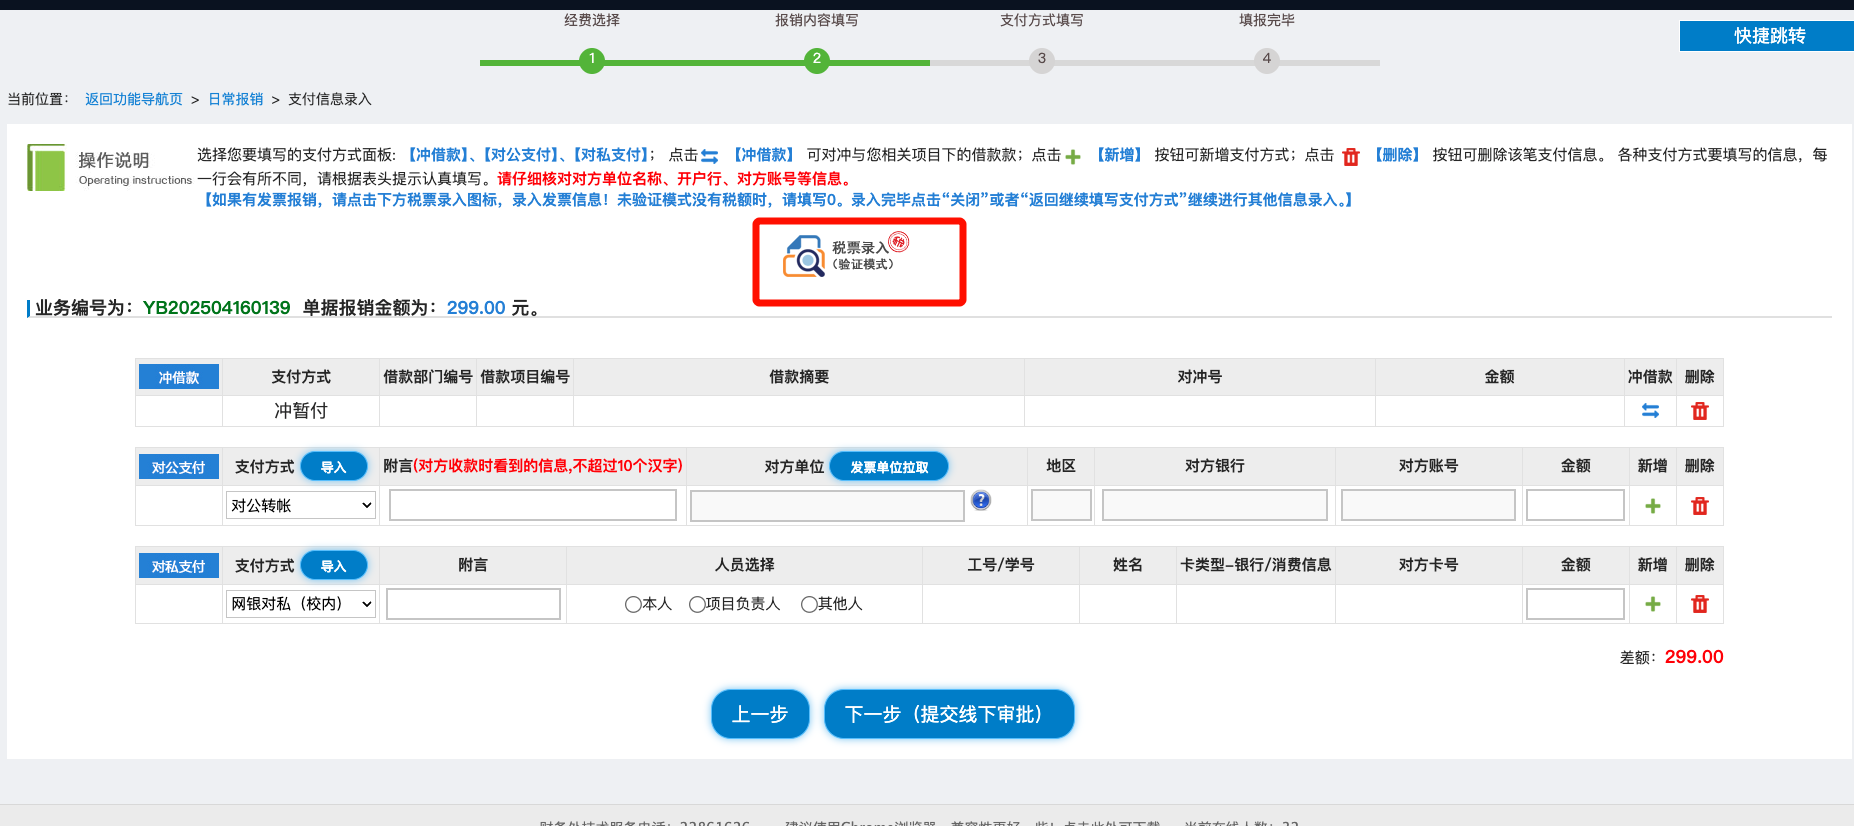 经费选择 报销内容填写 支付方式填写 填报完毕
快捷跳转
1 2 3 4
当前位置： 返回功能导航页 > 日常报销 > 支付信息录入
操作说明
Operating instructions
选择您要填写的支付方式面板: 【冲借款】、【对公支付】、【对私支付】； 点击 【冲借款】 可对冲与您相关项目下的借款款；点击 【新增】 按钮可新增支付方式；点击 【删除】 按钮可删除该笔支付信息。 各种支付方式要填写的信息，每
一行会有所不同，请根据表头提示认真填写。请仔细核对对方单位名称、开户行、对方账号等信息。
【如果有发票报销，请点击下方税票录入图标，录入发票信息！未验证模式没有税额时，请填写0。录入完毕点击“关闭”或者“返回继续填写支付方式”继续进行其他信息录入。】
税票录入
（验证模式）
业务编号为： YB202504160139 单据报销金额为： 299.00 元。
冲借款 支付方式 借款部门编号 借款项目编号 借款摘要 对冲号 金额 冲借款 删除
冲暂付
对公支付 支付方式 导入 附言(对方收款时看到的信息,不超过10个汉字) 对方单位 发票单位拉取 地区 对方银行 对方账号 金额 新增 删除
对公转帐 ?
对私支付 支付方式 导入 附言 人员选择 工号/学号 姓名 卡类型-银行/消费信息 对方卡号 金额 新增 删除
网银对私（校内） 本人 项目负责人 其他人
差额： 299.00
上一步 下一步（提交线下审批）